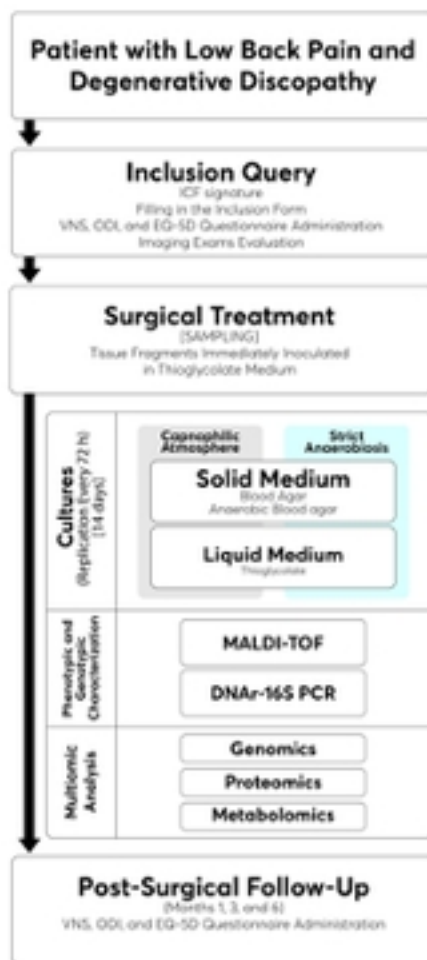 Patient with Low Back Pain and
Degenerative Discopathy
Inclusion Query
ICF signature
Filling in the Inclusion Form
VNS, ODI, and EQ-5D Questionnaire Administration
Imaging Exams Evaluation
Surgical Treatment
[SAMPLING]
Tissue Fragments Immediately Inoculated
in Thioglycolate Medium
Cultures
(Replication Every 72 h)
[14 days]
Capnophilic
Atmosphere
Strict
Anaerobiosis
Solid Medium
Blood Agar
Anaerobic Blood agar
Liquid Medium
Thioglycolate
Phenotypic and
Genotypic
Characterization
MALDI-TOF
DNAr-16S PCR
Multiomic
Analysis
Genomics
Proteomics
Metabolomics
Post-Surgical Follow-Up
(Months 1, 3, and 6)
VNS, ODI, and EQ-5D Questionnaire Administration